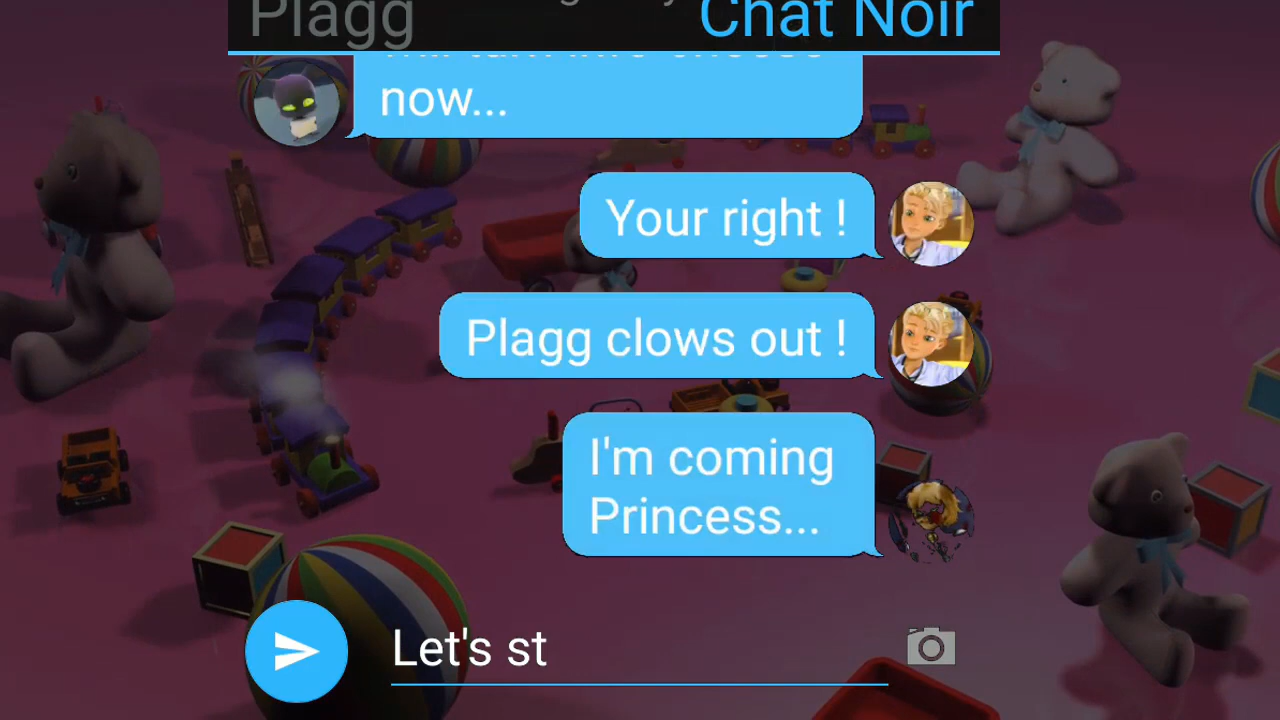 Plagg
Chat Noir
now...
Your right !
Plagg clows out !
I'm coming
Princess...
Let's st